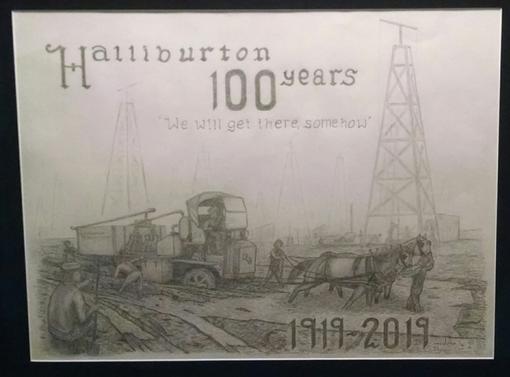 Halliburton
100 years
"We will get there, somehow"
1919-2019